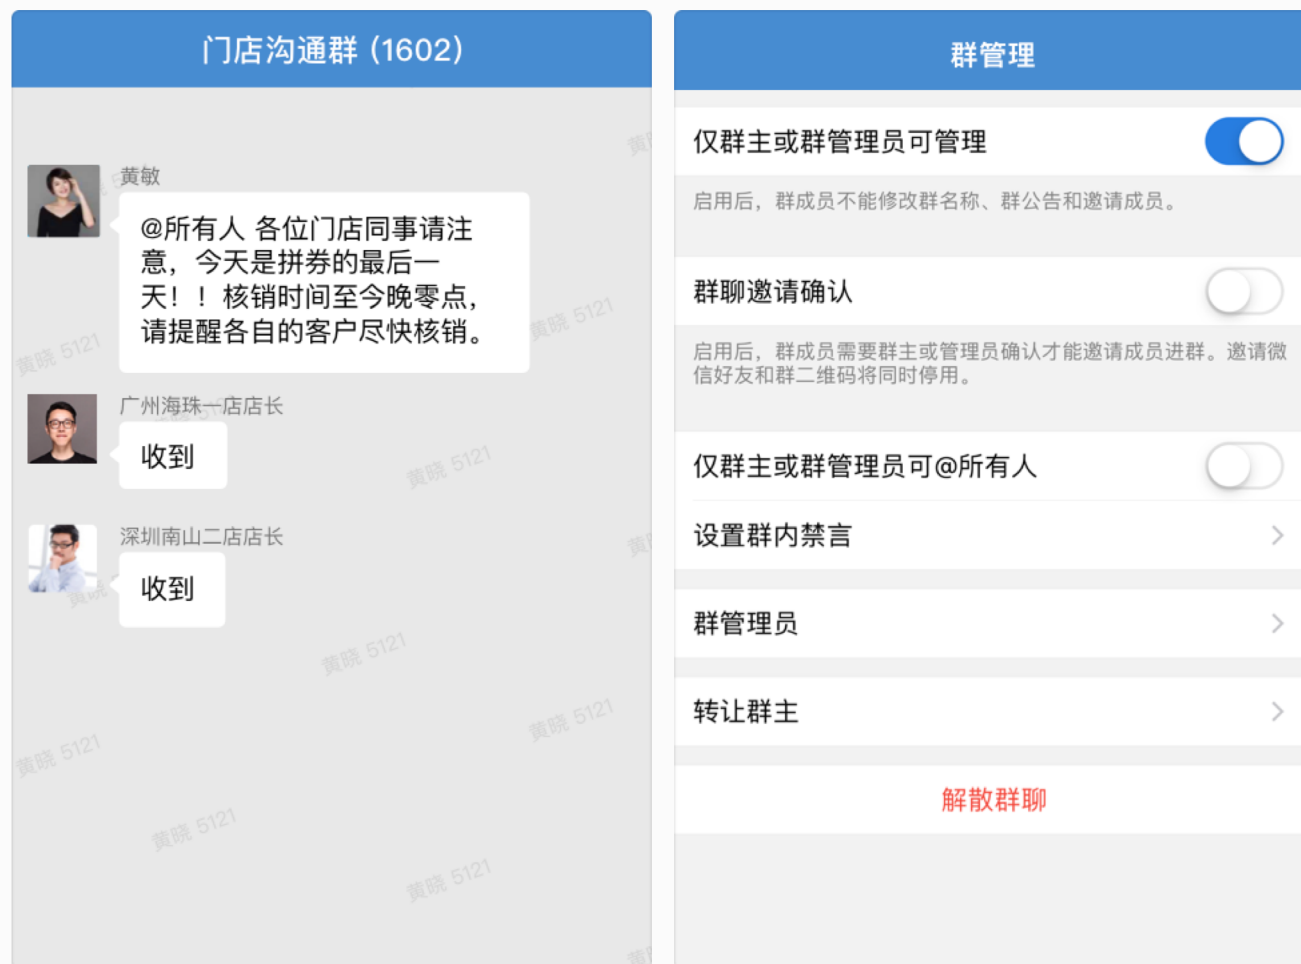 门店沟通群 (1602)
黄敏
@所有人 各位门店同事请注
意，今天是拼券的最后一
天！！核销时间至今晚零点，
请提醒各自的客户尽快核销。
广州海珠一店店长
收到
深圳南山二店店长
收到
黄晓 5121
黄晓 5121
黄晓 5121
黄晓 5121
黄晓 5121
黄晓 5121
黄晓 5121
黄晓 5121
群管理
仅群主或群管理员可管理
启用后，群成员不能修改群名称、群公告和邀请成员。
群聊邀请确认
启用后，群成员需要群主或管理员确认才能邀请成员进群。邀请微
信好友和群二维码将同时停用。
仅群主或群管理员可@所有人
设置群内禁言
群管理员
转让群主
解散群聊